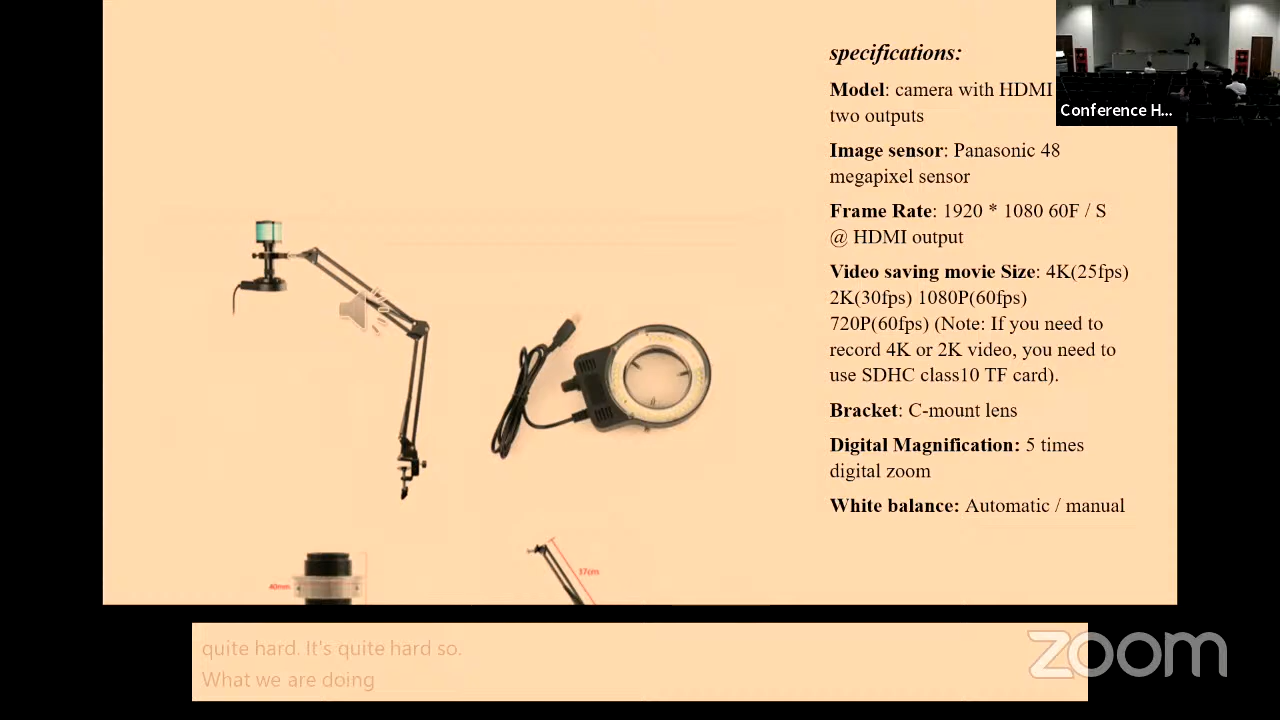 specifications:
Model: camera with HDMI
two outputs
Image sensor: Panasonic 48
megapixel sensor
Frame Rate: 1920 * 1080 60F / S
@ HDMI output
Video saving movie Size: 4K(25fps)
2K(30fps) 1080P(60fps)
720P(60fps) (Note: If you need to
record 4K or 2K video, you need to
use SDHC class10 TF card).
Bracket: C-mount lens
Digital Magnification: 5 times
digital zoom
White balance: Automatic / manual
Conference H...
40mm
37cm
quite hard. It's quite hard so.
What we are doing
zoom